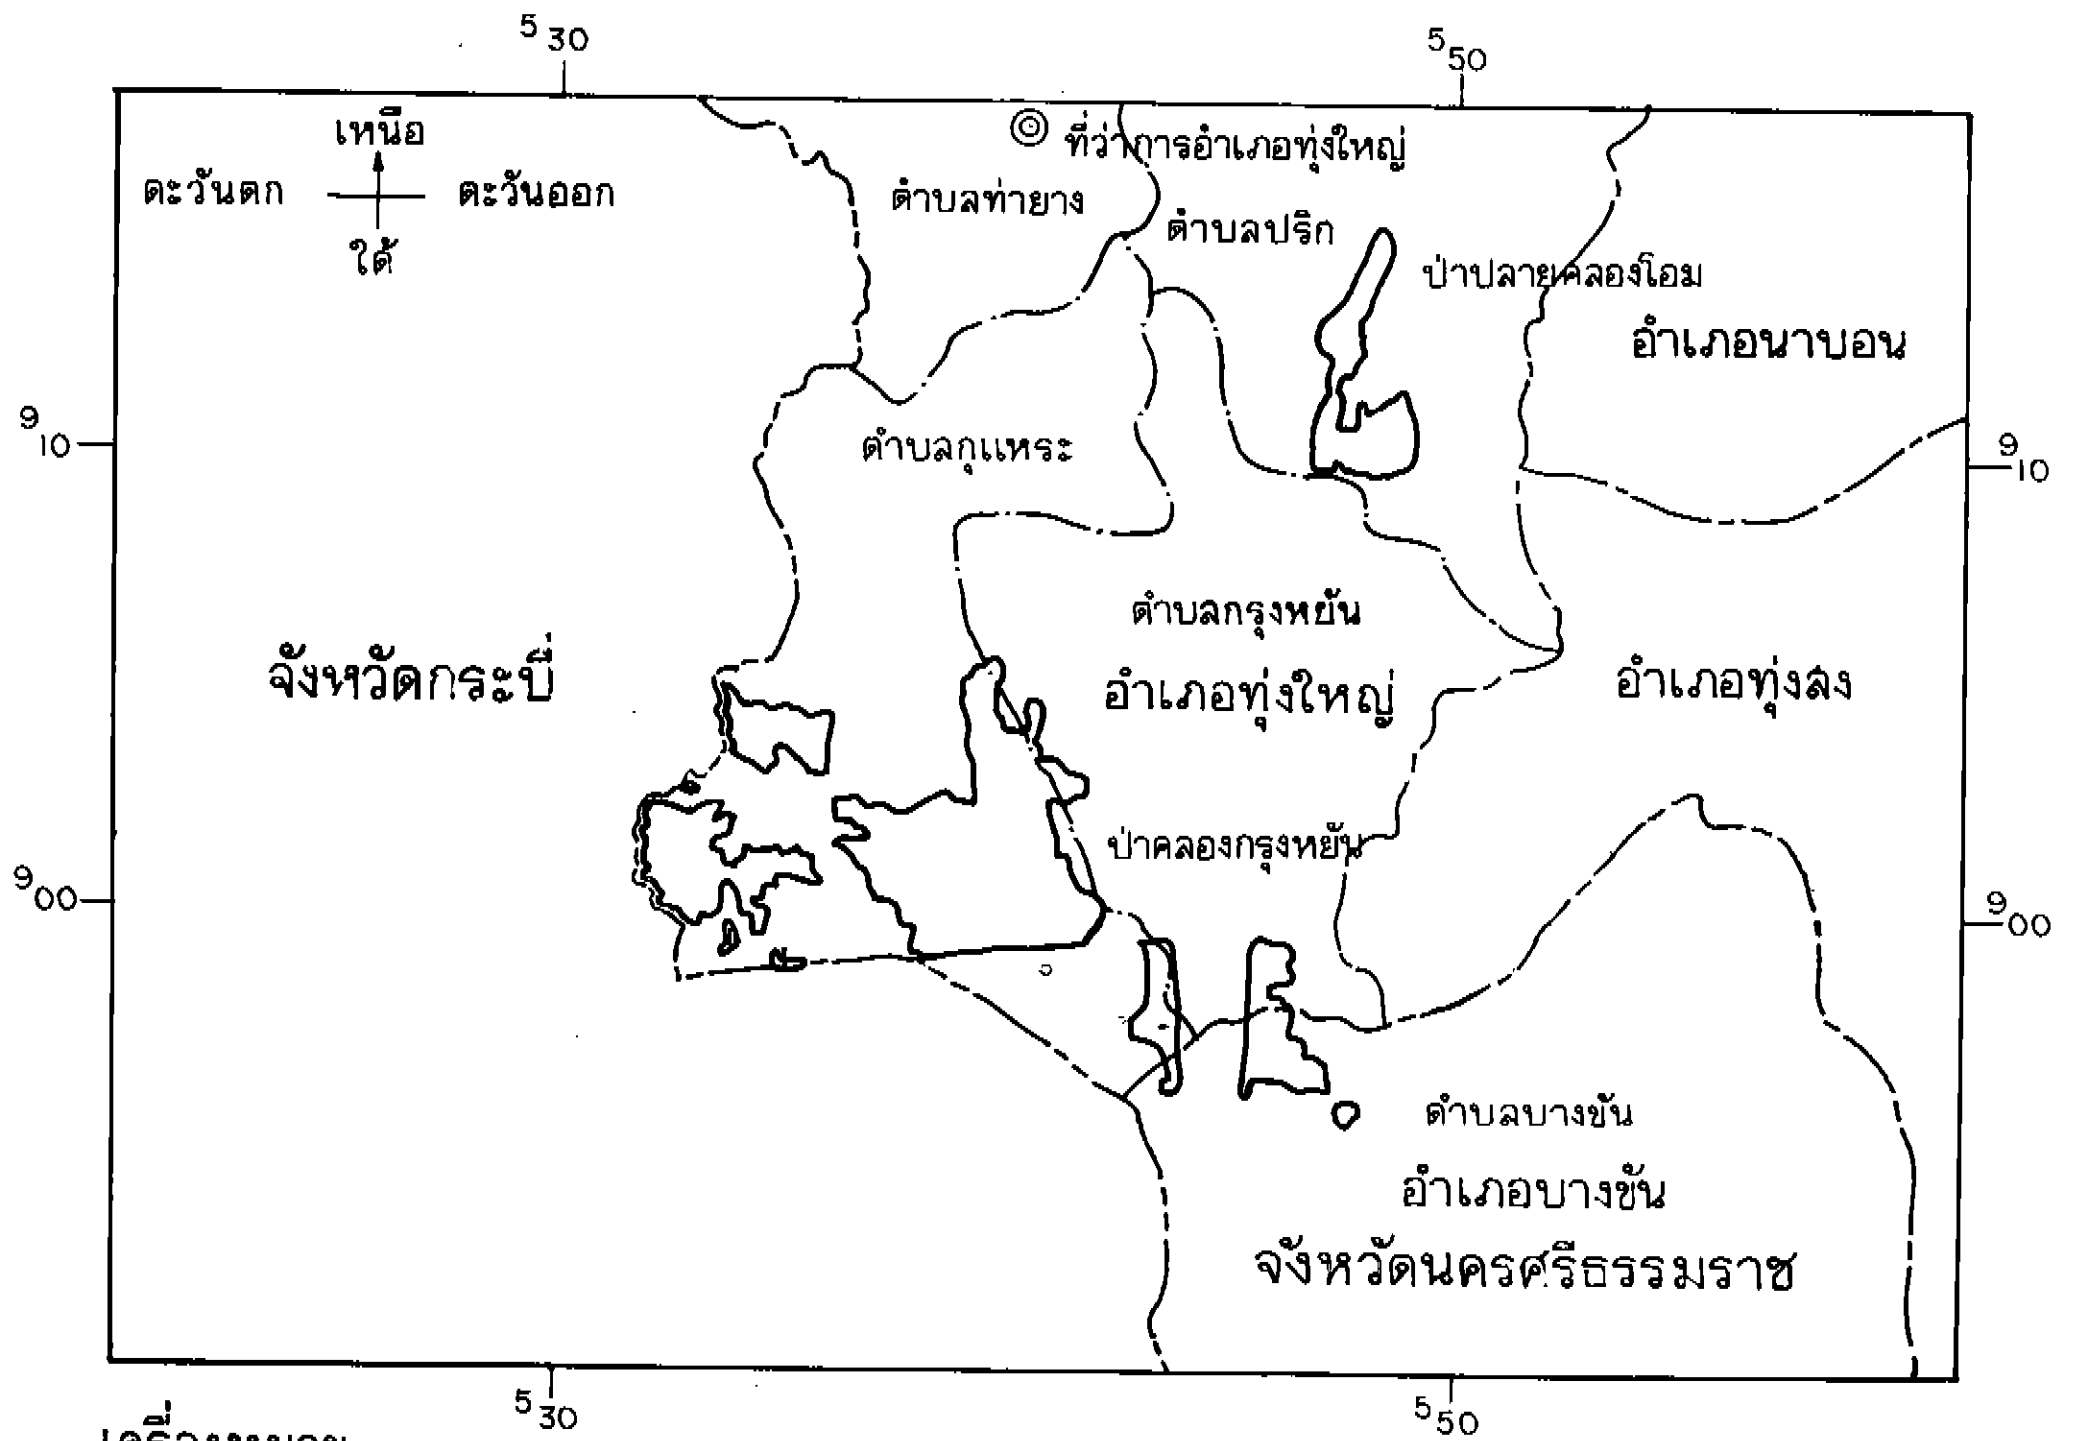 5 30
5 50
เหนือ
ตะวันตก
ตะวันออก
ใต้
ที่ว่าการอำเภอทุ่งใหญ่
ตำบลท่ายาง
ตำบลปริก
ป่าปลายคลองโอม
อำเภอนาบอน
9 10
ตำบลกุแหระ
9 10
ตำบลกรุงหยัน
จังหวัดกระบี่
อำเภอทุ่งใหญ่
อำเภอทุ่งสง
ป่าคลองกรุงหยัน
9 00
9 00
ตำบลบางขัน
อำเภอบางขัน
จังหวัดนครศรีธรรมราช
5 30
5 50